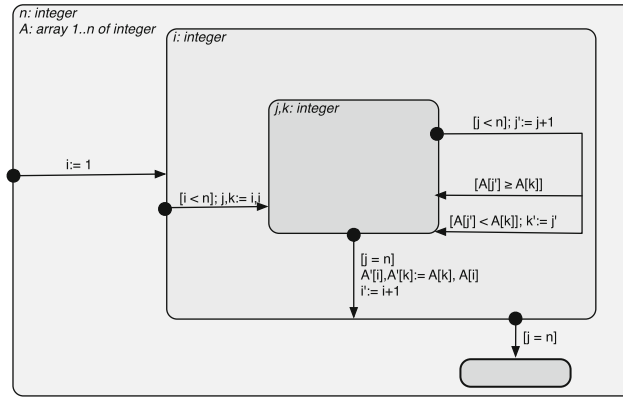 n: integer
A: array 1..n of integer
i: integer
j,k: integer
[j < n]; j':= j+1
i:= 1
[A[j'] ≥ A[k]]
[i < n]; j,k:= i,j
[A[j'] < A[k]]; k':= j'
[j = n]
A'[i],A'[k]:= A[k], A[i]
i':= i+1
[j = n]